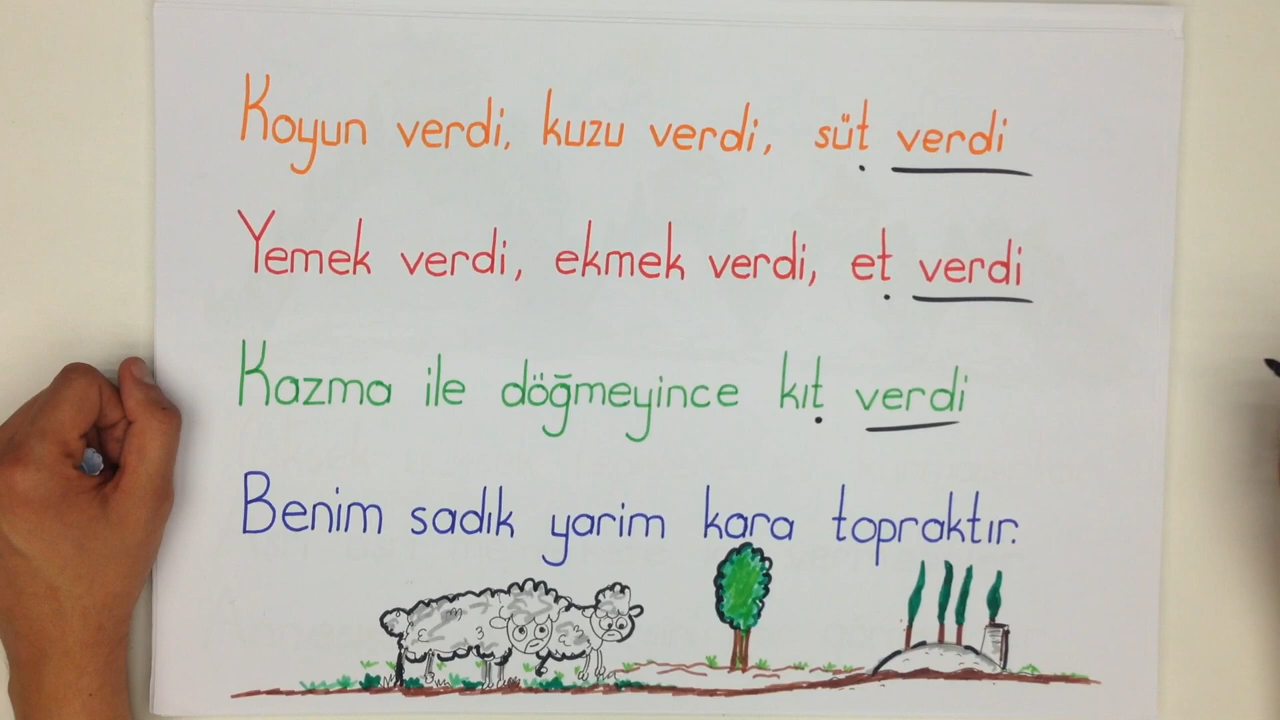 Koyun verdi, kuzu verdi, süt verdi
Yemek verdi, ekmek verdi, et verdi
Kazma ile döğmeyince kıt verdi
Benim sadık yarim kara topraktır.